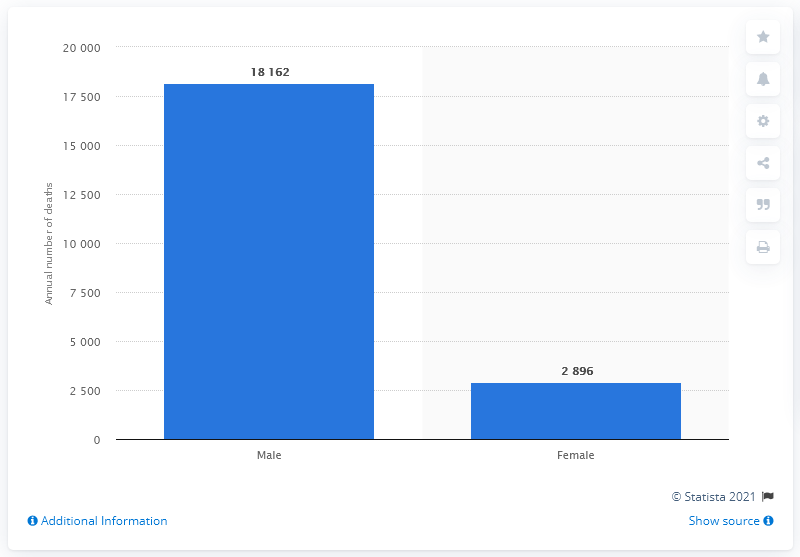 20 000
18 162
17 500
15 000
12 500
10 000
7 500
5 000
2 896
2 500
0
Annual number of deaths
Male
Female
© Statista 2021
Additional Information
Show source